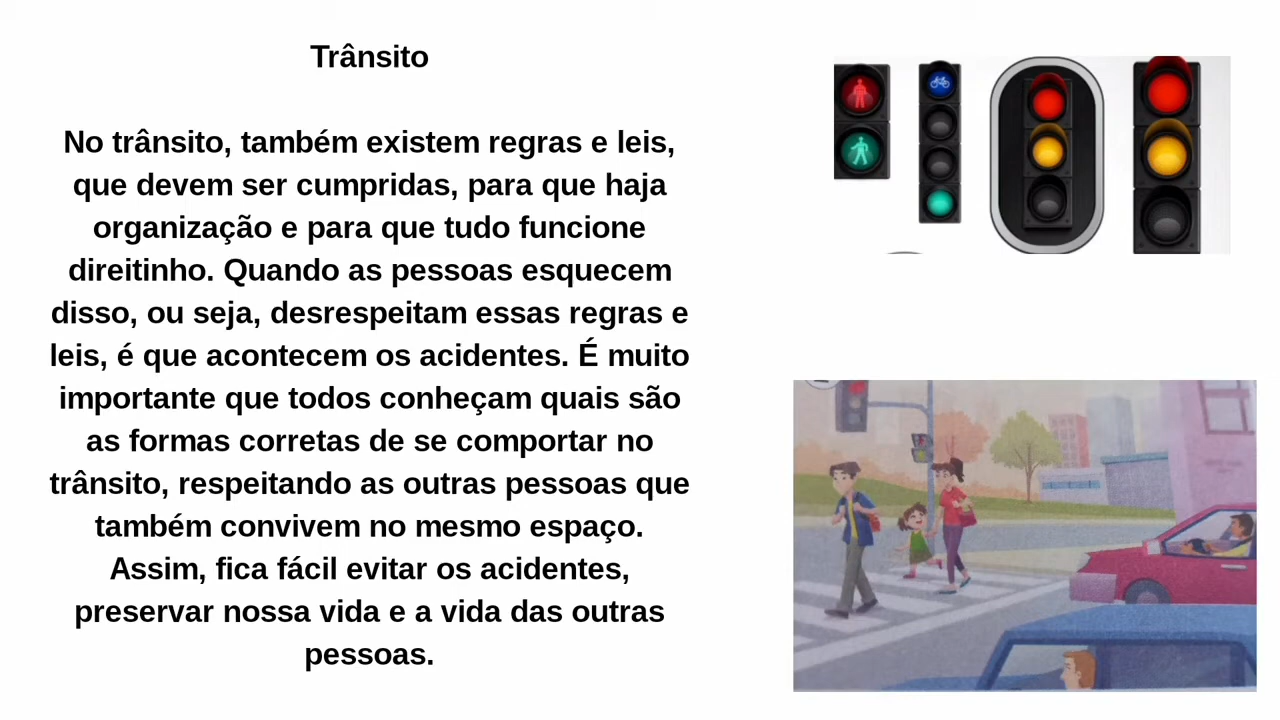 Trânsito
No trânsito, também existem regras e leis,
que devem ser cumpridas, para que haja
organização e para que tudo funcione
direitinho. Quando as pessoas esquecem
disso, ou seja, desrespeitam essas regras e
leis, é que acontecem os acidentes. É muito
importante que todos conheçam quais são
as formas corretas de se comportar no
trânsito, respeitando as outras pessoas que
também convivem no mesmo espaço.
Assim, fica fácil evitar os acidentes,
preservar nossa vida e a vida das outras
pessoas.